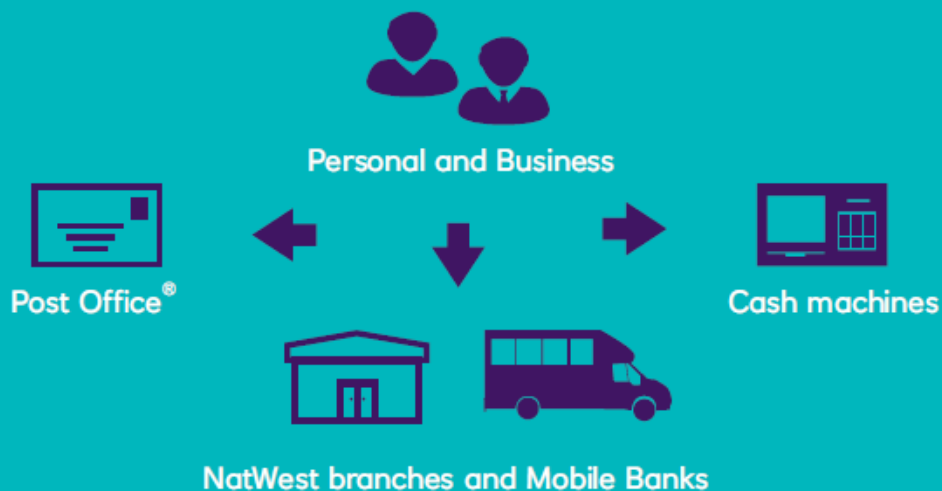 Personal and Business
Post Office®
Cash machines
NatWest branches and Mobile Banks